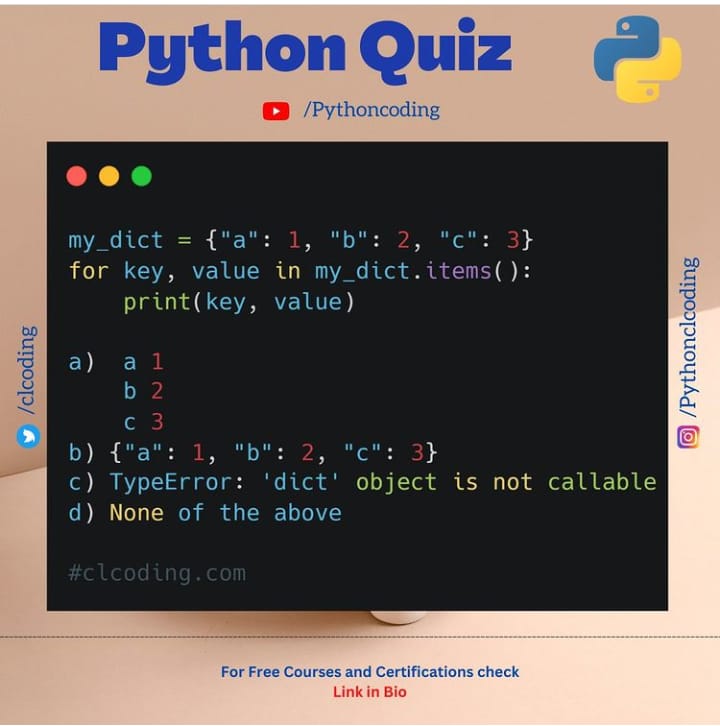 Python Quiz
/Pythoncoding
my_dict = {"a": 1, "b": 2, "c": 3}
for key, value in my_dict.items():
    print(key, value)
a)  a 1
    b 2
    c 3
b) {"a": 1, "b": 2, "c": 3}
c) TypeError: 'dict' object is not callable
d) None of the above
#clcoding.com
/clcoding
/Pythonclcoding
For Free Courses and Certifications check
Link in Bio